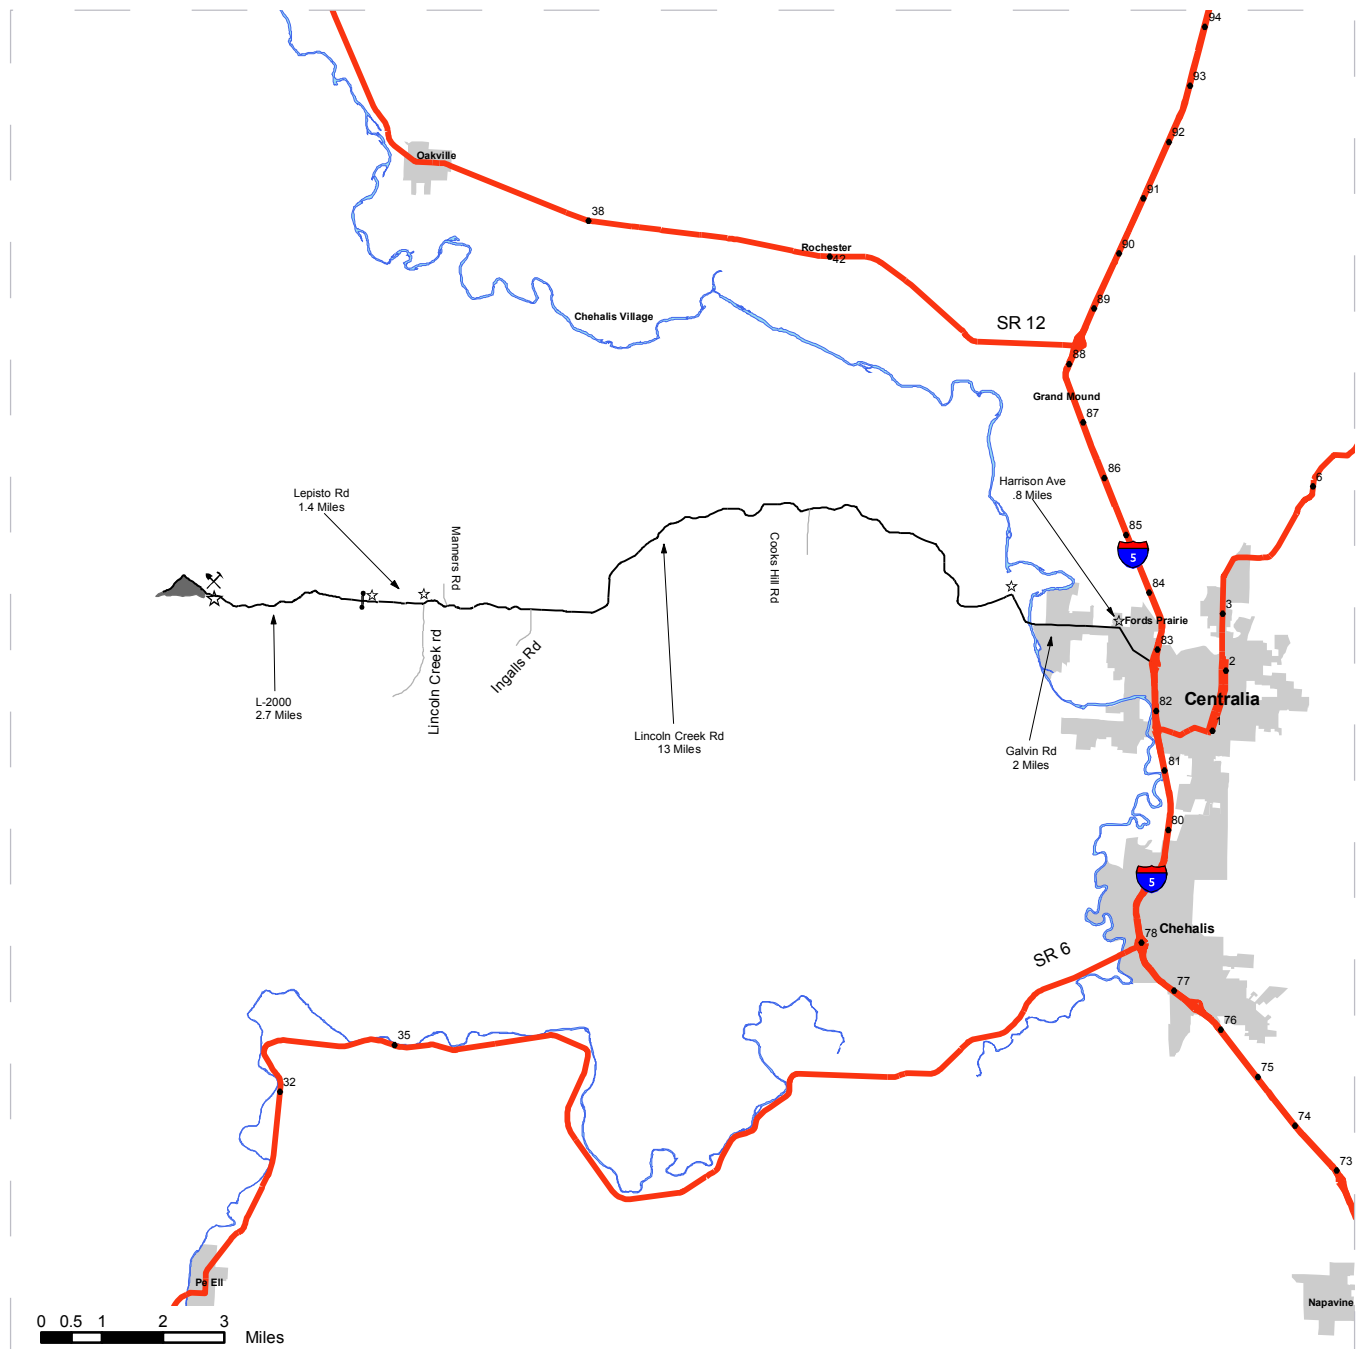 94
93
92
Oakville
91
38
90
Rochester
42
89
Chehalis Village
SR 12
88
Grand Mound
87
86
6
Harrison Ave
.8 Miles
Lepisto Rd
1.4 Miles
85
5
Manners Rd
Cooks Hill Rd
84
3
Fords Prairie
83
2
Lincoln Creek rd
Ingalls Rd
L-2000
2.7 Miles
Centralia
82
1
Lincoln Creek Rd
13 Miles
Galvin Rd
2 Miles
81
80
5
78
Chehalis
SR 6
77
76
35
75
32
74
73
Pe Ell
Napavine
0 0.5 1 2 3
Miles